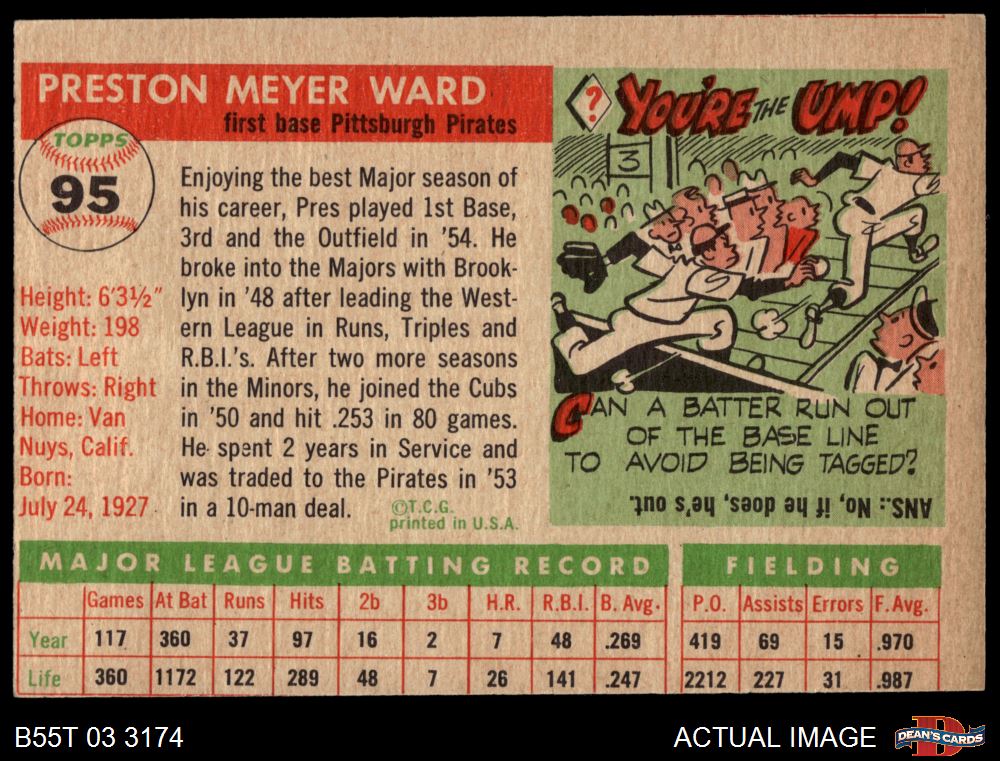 PRESTON MEYER WARD
first base Pittsburgh Pirates
TOPPS
95
Height: 6'3½"
Weight: 198
Bats: Left
Throws: Right
Home: Van
Nuys, Calif.
Born:
July 24, 1927
Enjoying the best Major season of
his career, Pres played 1st Base,
3rd and the Outfield in '54. He
broke into the Majors with Brook-
lyn in '48 after leading the West-
ern League in Runs, Triples and
R.B.I.'s. After two more seasons
in the Minors, he joined the Cubs
in '50 and hit .253 in 80 games.
He spent 2 years in Service and
was traded to the Pirates in '53
in a 10-man deal.
©T.C.G.
printed in U.S.A.
? YOU'RE THE UMP!
3
CAN A BATTER RUN OUT
OF THE BASE LINE
TO AVOID BEING TAGGED?
ANS.: No, if he does, he's out.
MAJOR LEAGUE BATTING RECORD
Games At Bat Runs Hits 2b 3b H.R. R.B.I. B. Avg.
Year 117 360 37 97 16 2 7 48 .269
Life 360 1172 122 289 48 7 26 141 .247
FIELDING
P.O. Assists Errors F. Avg.
419 69 15 .970
2212 227 31 .987
B55T 03 3174
ACTUAL IMAGE
DEAN'S CARDS